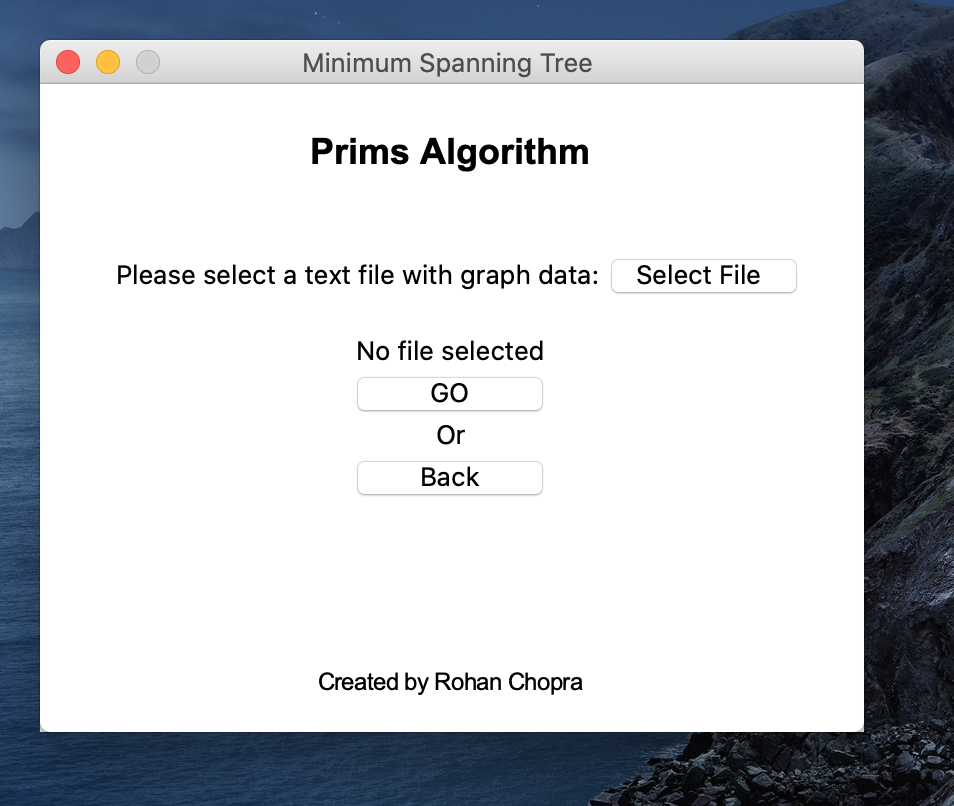 Minimum Spanning Tree
Prims Algorithm
Please select a text file with graph data: Select File
No file selected
GO
Or
Back
Created by Rohan Chopra